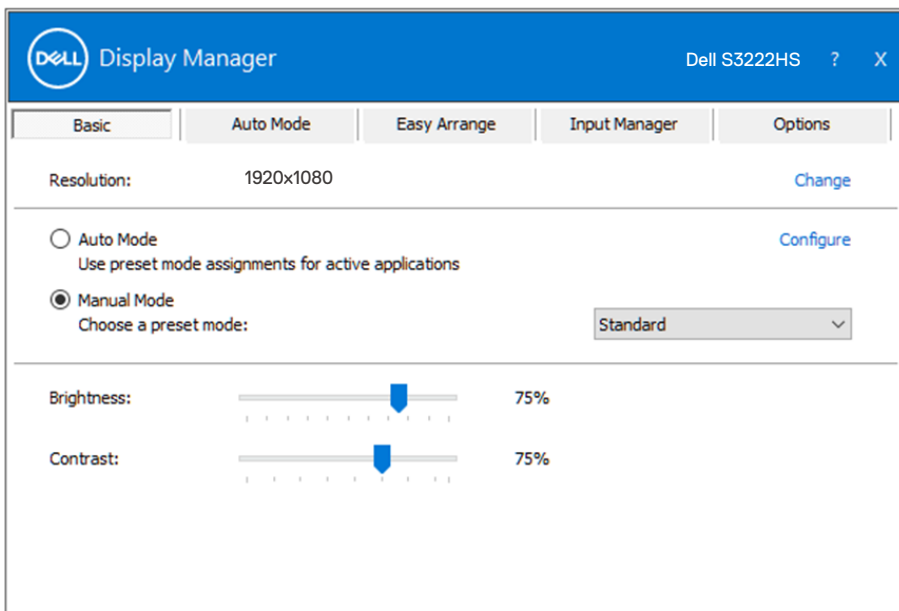 DELL Display Manager Dell S3222HS ? X
Basic Auto Mode Easy Arrange Input Manager Options
Resolution: 1920x1080 Change
Auto Mode Configure
Use preset mode assignments for active applications
Manual Mode
Choose a preset mode: Standard
Brightness: 75%
Contrast: 75%